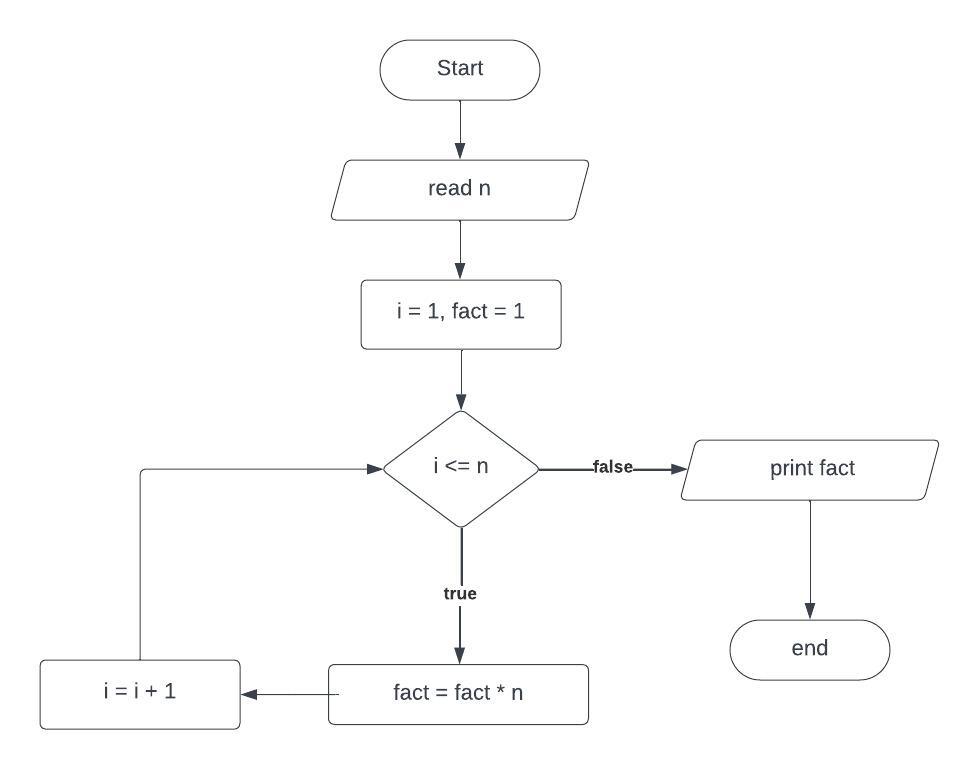 Start
read n
i = 1, fact = 1
i <= n
false
print fact
true
end
i = i + 1
fact = fact * n